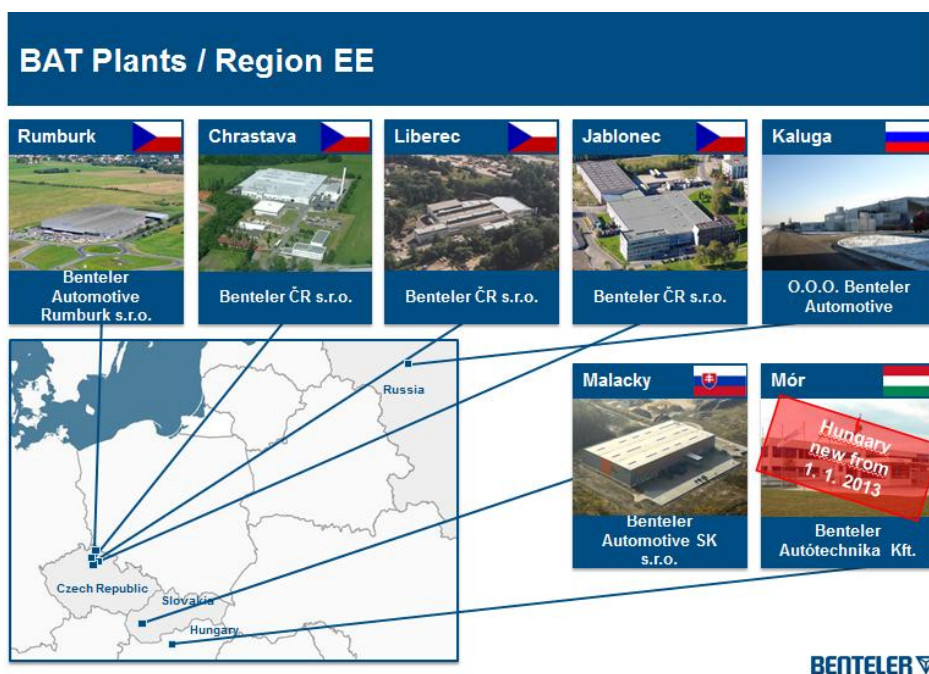 BAT Plants / Region EE
Rumburk
Chrastava
Liberec
Jablonec
Kaluga
Benteler
Automotive
Rumburk s.r.o.
Benteler ČR s.r.o.
Benteler ČR s.r.o.
Benteler ČR s.r.o.
O.O.O. Benteler
Automotive
Russia
Czech Republic
Slovakia
Hungary
Malacky
Mór
Hungary
new from
1. 1. 2013
Benteler
Automotive SK
s.r.o.
Benteler
Autótechnika Kft.
BENTELER